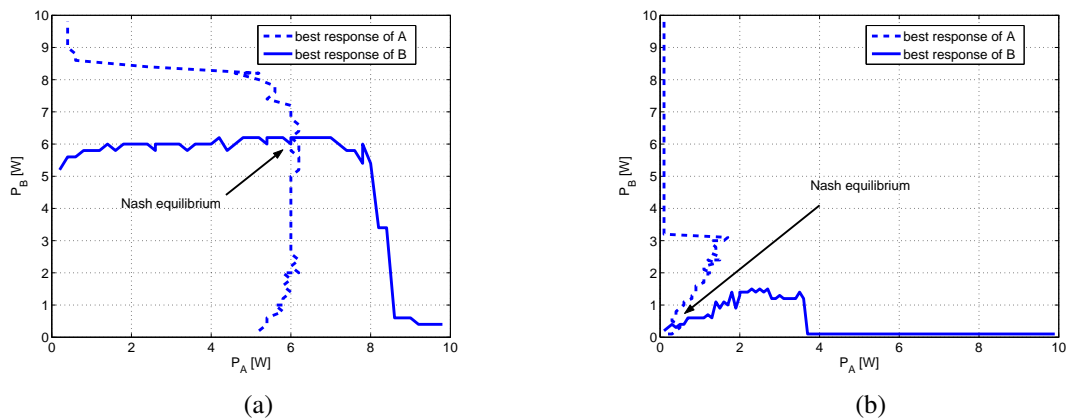 best response of A
best response of B
10
9
8
7
6
5
4
3
2
1
0
P_B [W]
Nash equilibrium
0
2
4
6
8
10
P_A [W]
(a)
best response of A
best response of B
10
9
8
7
6
5
4
3
2
1
0
P_B [W]
Nash equilibrium
0
2
4
6
8
10
P_A [W]
(b)